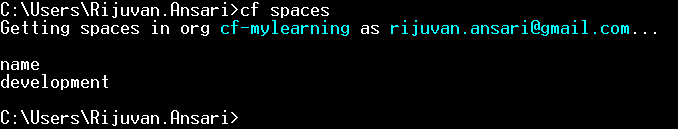 C:\Users\Rijuvan.Ansari>cf spaces
Getting spaces in org cf-mylearning as rijuvan.ansari@gmail.com...
name
development
C:\Users\Rijuvan.Ansari>